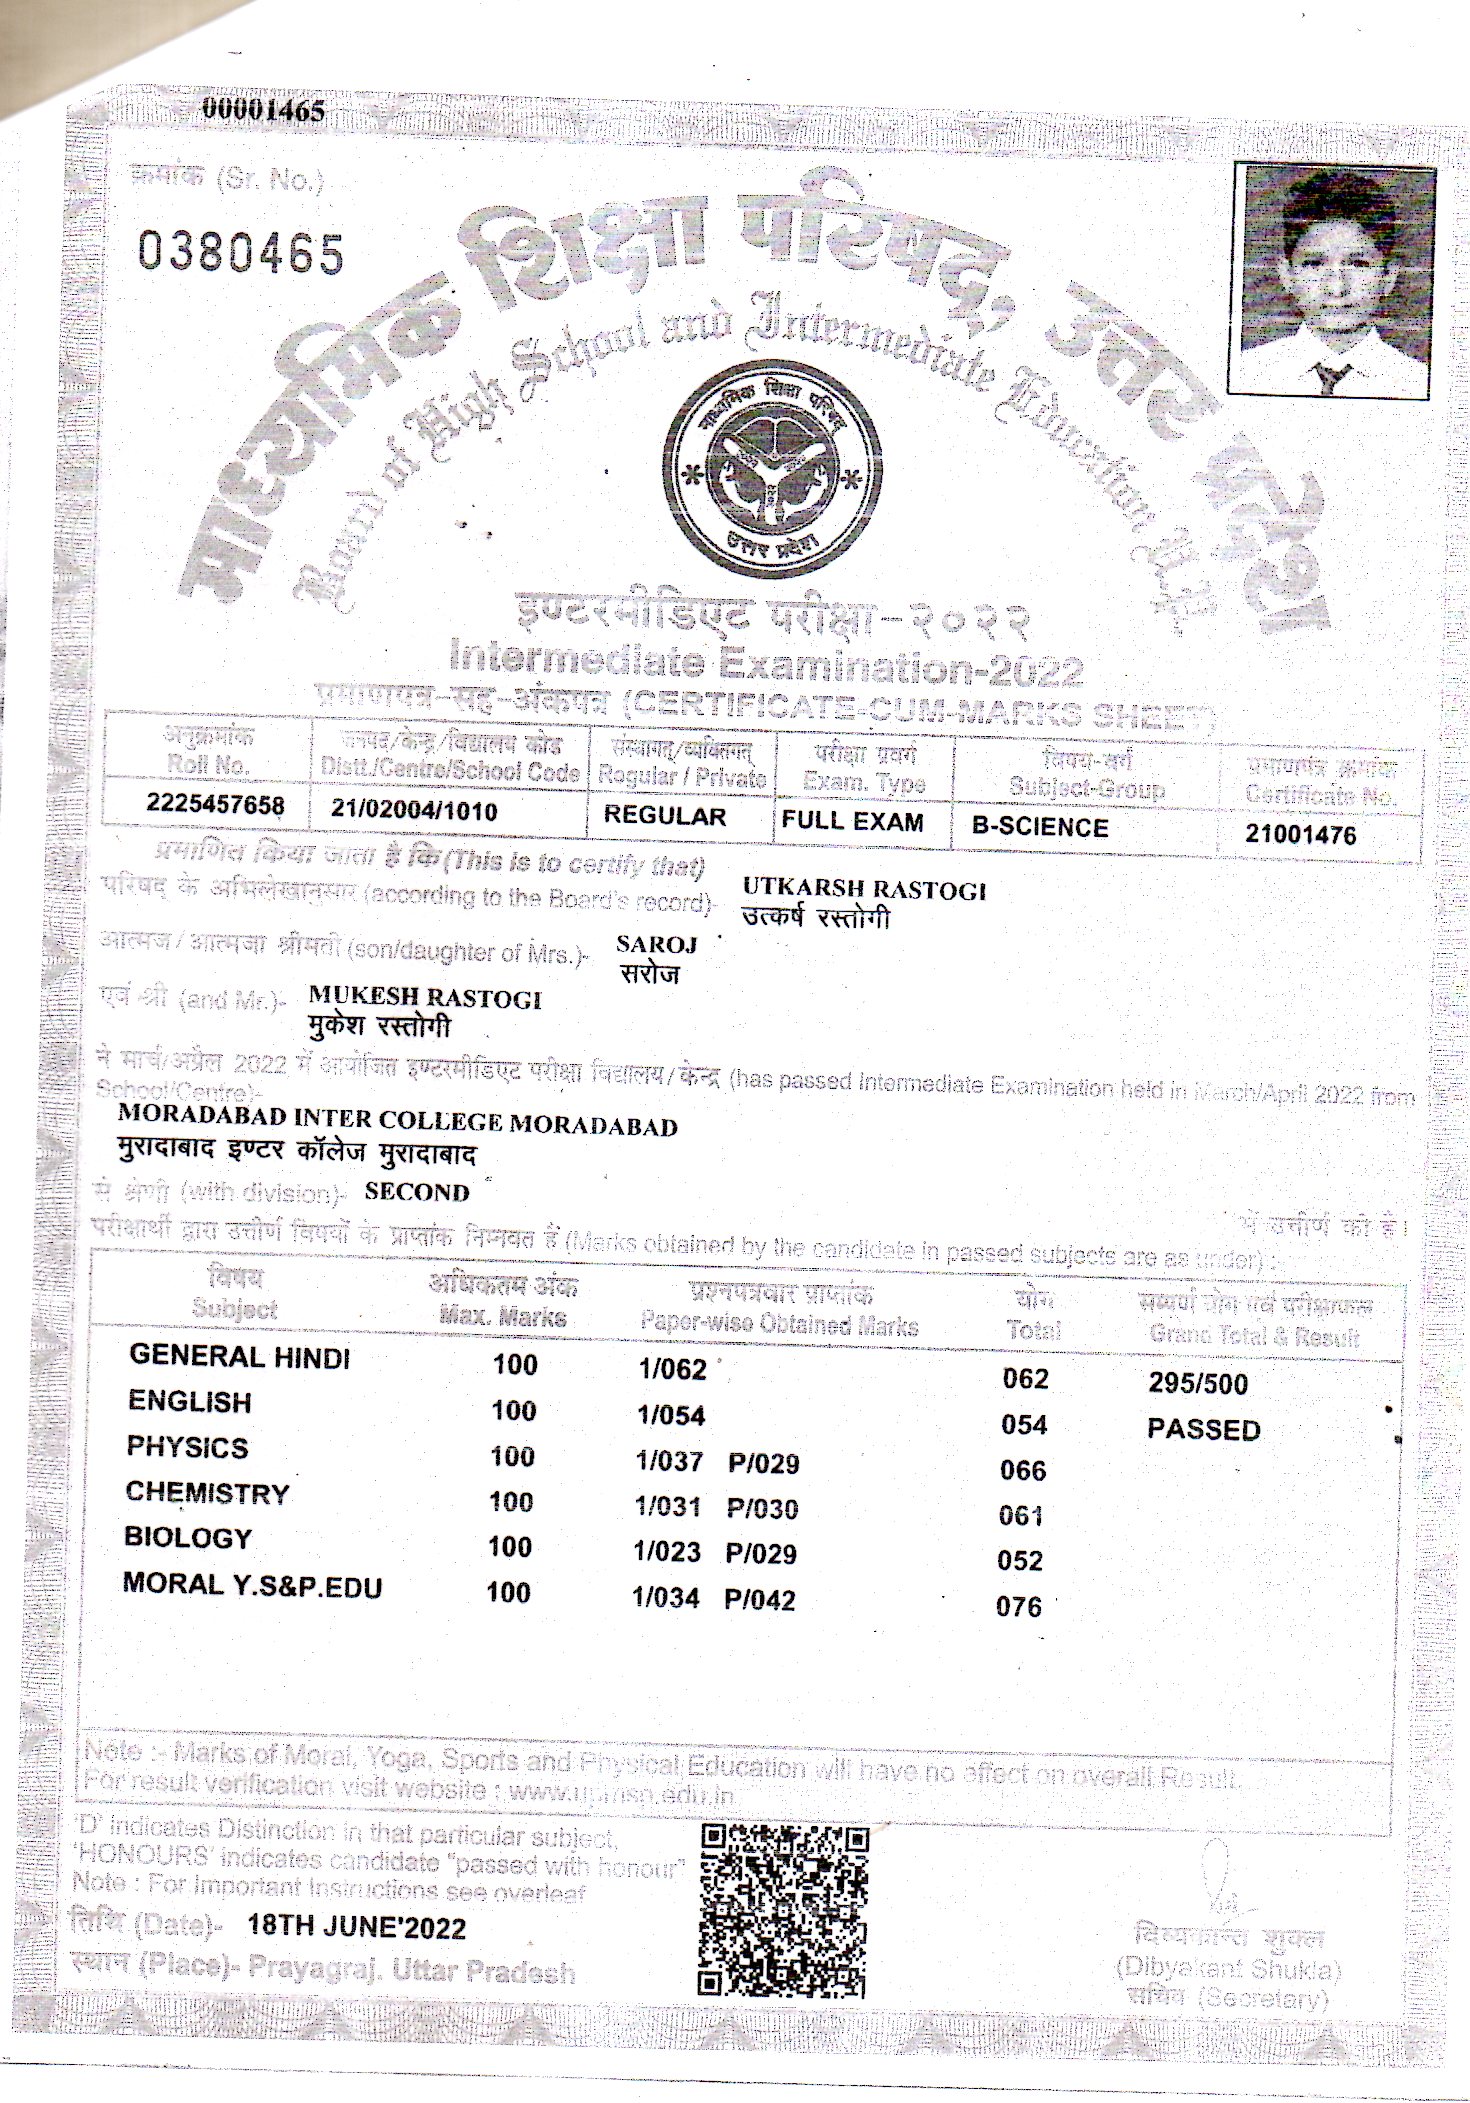 00001465
क्रमांक (Sr. No.)
0380465
माध्यमिक शिक्षा परिषद्, उत्तर प्रदेश
Board of High School and Intermediate Education U.P.
माध्यमिक शिक्षा परिषद्
उत्तर प्रदेश
इण्टरमीडिएट परीक्षा-२०२२
Intermediate Examination-2022
प्रमाणपत्र-सह-अंकपत्र (CERTIFICATE-CUM-MARKS SHEET)
अनुक्रमांक जनपद/केन्द्र/विद्यालय कोड संस्थागत्/व्यक्तिगत् परीक्षा प्रवर्ग विषय-वर्ग प्रमाणपत्र क्रमांक
Roll No. Distt./Centre/School Code Regular / Private Exam. Type Subject-Group Certificate No.
2225457658 21/02004/1010 REGULAR FULL EXAM B-SCIENCE 21001476
प्रमाणित किया जाता है कि (This is to certify that)
परिषद् के अभिलेखानुसार (according to the Board's record)- UTKARSH RASTOGI
उत्कर्ष रस्तोगी
आत्मज / आत्मजा श्रीमती (son/daughter of Mrs.)- SAROJ
सरोज
एवं श्री (and Mr.)- MUKESH RASTOGI
मुकेश रस्तोगी
ने मार्च/अप्रैल 2022 में आयोजित इण्टरमीडिएट परीक्षा विद्यालय/केन्द्र (has passed Intermediate Examination held in March/April 2022 from
School/Centre)-
MORADABAD INTER COLLEGE MORADABAD
मुरादाबाद इण्टर कॉलेज मुरादाबाद
से श्रेणी (with division)- SECOND में उत्तीर्ण की है।
परीक्षार्थी द्वारा उत्तीर्ण विषयों के प्राप्तांक निम्नवत हैं (Marks obtained by the candidate in passed subjects are as under) :-
विषय अधिकतम अंक प्रश्नपत्रवार प्राप्तांक योग सम्पूर्ण योग एवं परीक्षाफल
Subject Max. Marks Paper-wise Obtained Marks Total Grand Total & Result
GENERAL HINDI 100 1/062 062 295/500
ENGLISH 100 1/054 054 PASSED
PHYSICS 100 1/037 P/029 066
CHEMISTRY 100 1/031 P/030 061
BIOLOGY 100 1/023 P/029 052
MORAL Y.S&P.EDU 100 1/034 P/042 076
Note :- Marks of Moral, Yoga, Sports and Physical Education will have no effect on overall Result.
For result verification visit website : www.upmsp.edu.in
'D' indicates Distinction in that particular subject,
'HONOURS' indicates candidate "passed with honour"
Note : For Important Instructions see overleaf
तिथि (Date)- 18TH JUNE'2022
स्थान (Place)- Prayagraj, Uttar Pradesh
दिव्यकान्त शुक्ल
(Dibyakant Shukla)
सचिव (Secretary)